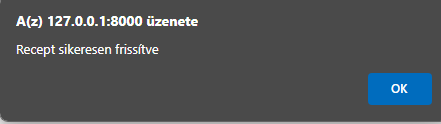 A(z) 127.0.0.1:8000 üzenete
Recept sikeresen frissítve
OK